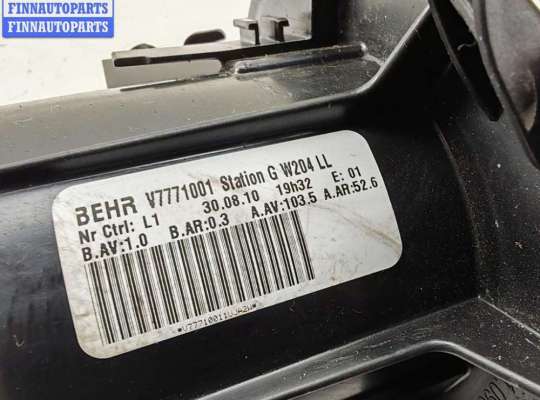 FINNAUTOPARTS
FINNAUTOPARTS
BEHR V7771001 Station G W204 LL
Nr Ctrl: L1 30.08.10 19h32 E: 01
B.AV:1.0 B.AR:0.3 A.AV:103.5 A.AR:52.6